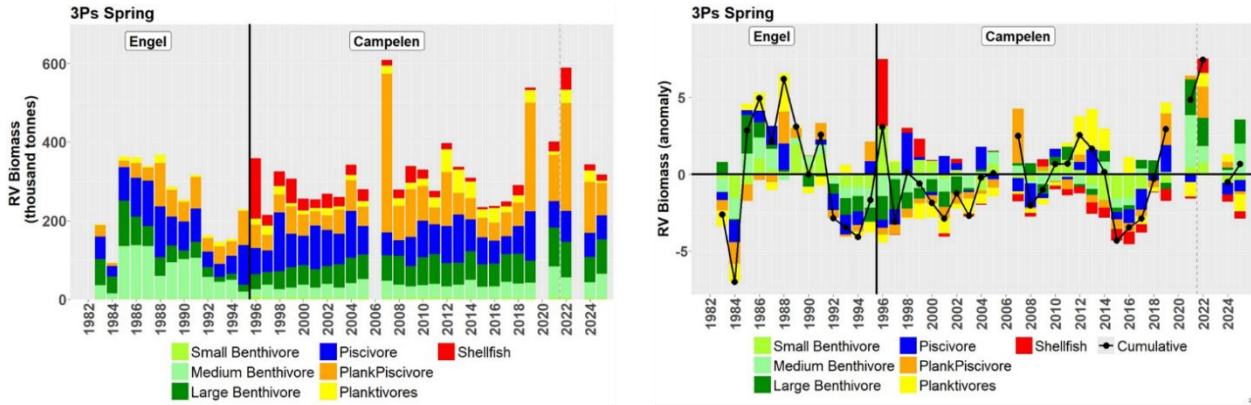 3Ps Spring
Engel
Campelen
RV Biomass
(thousand tonnes)
600
400
200
0
1982
1984
1986
1988
1990
1992
1994
1996
1998
2000
2002
2004
2006
2008
2010
2012
2014
2016
2018
2020
2022
2024
Small Benthivore
Piscivore
Shellfish
Medium Benthivore
PlankPiscivore
Large Benthivore
Planktivores
3Ps Spring
Engel
Campelen
RV Biomass (anomaly)
5
0
-5
1982
1984
1986
1988
1990
1992
1994
1996
1998
2000
2002
2004
2006
2008
2010
2012
2014
2016
2018
2020
2022
2024
Small Benthivore
Piscivore
Shellfish
Cumulative
Medium Benthivore
PlankPiscivore
Large Benthivore
Planktivores